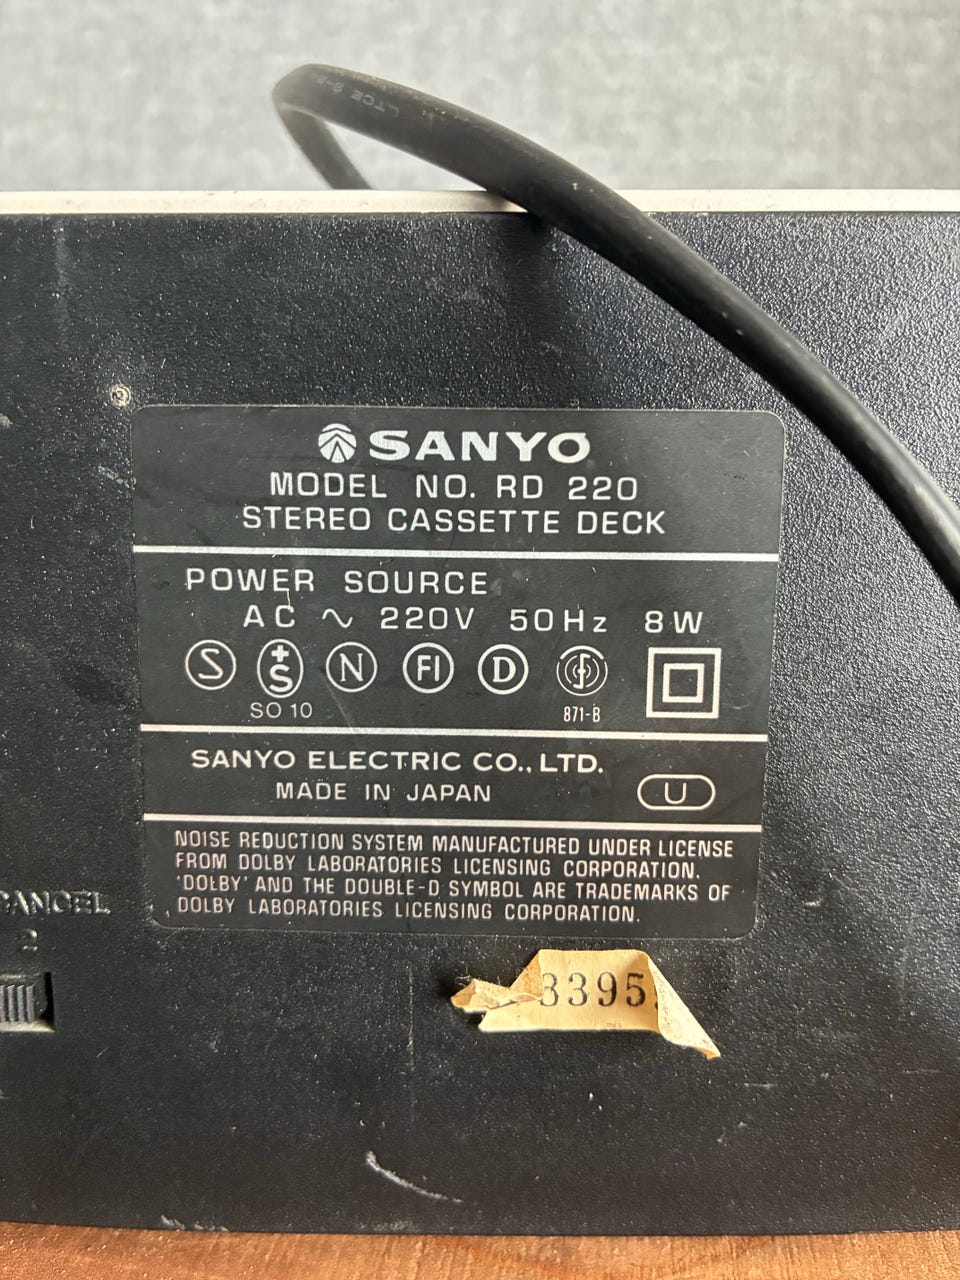 SANYO
MODEL NO. RD 220
STEREO CASSETTE DECK
POWER SOURCE
AC ∿ 220V 50Hz 8W
S +S N FI D
SO 10
871-B
SANYO ELECTRIC CO., LTD.
MADE IN JAPAN
U
NOISE REDUCTION SYSTEM MANUFACTURED UNDER LICENSE
FROM DOLBY LABORATORIES LICENSING CORPORATION.
'DOLBY' AND THE DOUBLE-D SYMBOL ARE TRADEMARKS OF
DOLBY LABORATORIES LICENSING CORPORATION.
CANCEL
2
3395